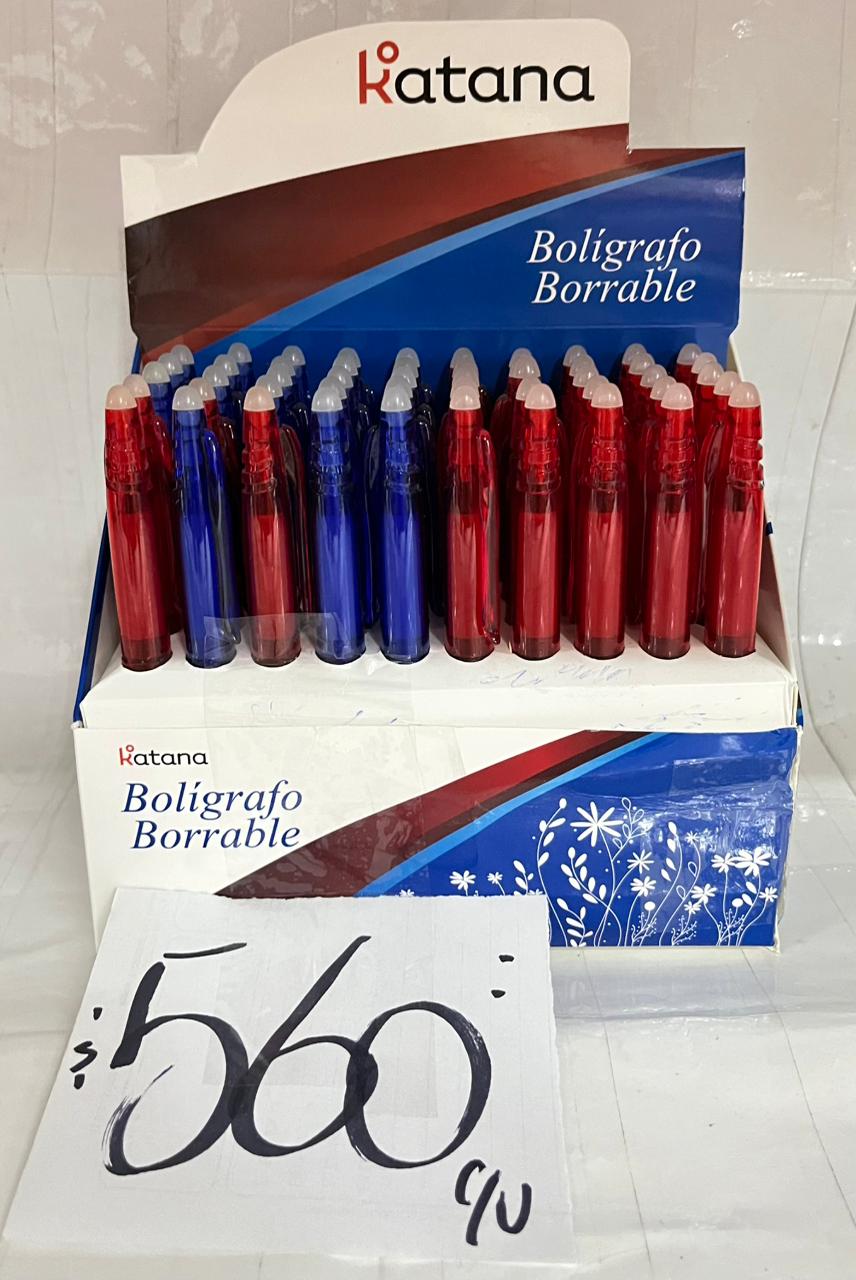 Katana
Bolígrafo
Borrable
Katana
Bolígrafo
Borrable
$560=
c/u